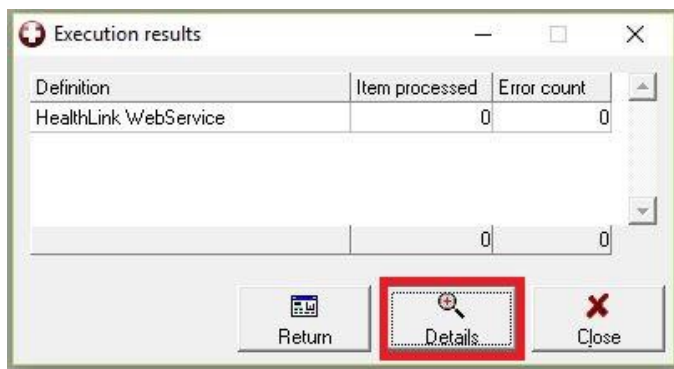 Execution results
Definition Item processed Error count
HealthLink WebService 0 0
0 0
Return Details Close